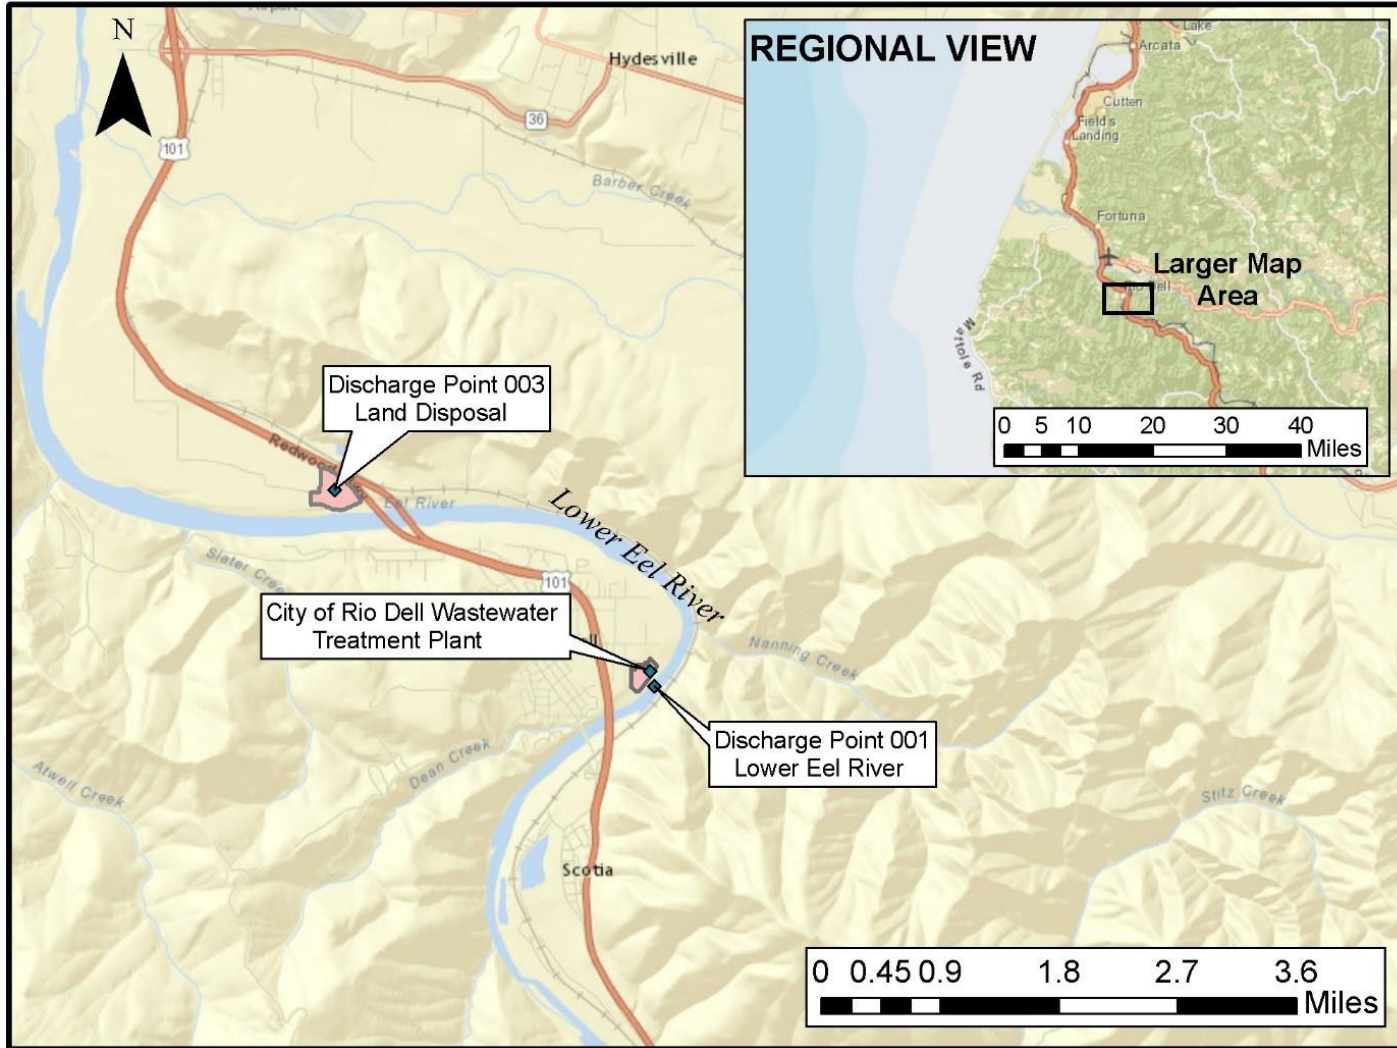 Airport
N
Hydesville
36
101
Barber Creek
REGIONAL VIEW
Lake
Arcata
Cutten
Fields
Landing
Fortuna
Larger Map
Area
Mattole Rd
0 5 10 20 30 40
Miles
Discharge Point 003
Land Disposal
Eel River
Lower Eel River
Slater Creek
101
City of Rio Dell Wastewater
Treatment Plant
Nanning Creek
Discharge Point 001
Lower Eel River
Dean Creek
Atwell Creek
Stitz Creek
Scotia
0 0.45 0.9 1.8 2.7 3.6
Miles